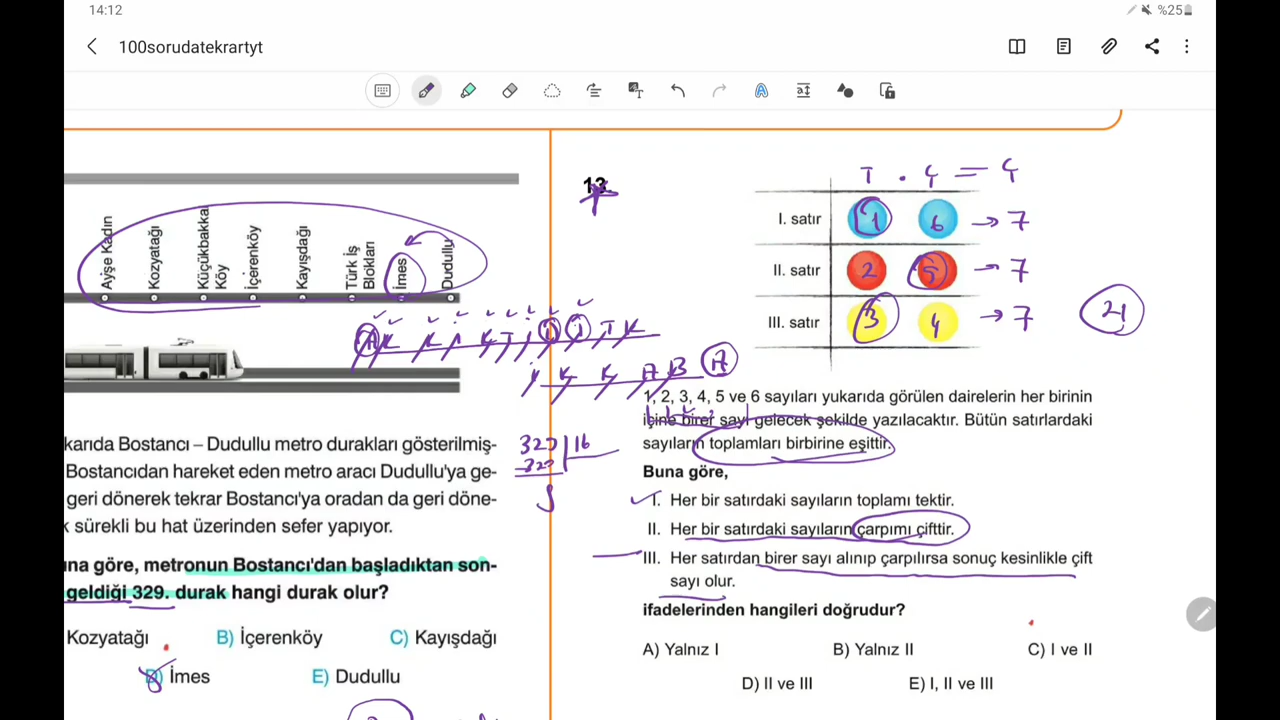 14:12
%25
100sorudatekrartyt
Ayşe Kadın
Kozyatağı
Küçükbakkal
Köy
İçerenköy
Kayışdağı
Türk İş
Blokları
İmes
Dudullu
karıda Bostancı – Dudullu metro durakları gösterilmiş-
Bostancıdan hareket eden metro aracı Dudullu'ya ge-
geri dönerek tekrar Bostancı'ya oradan da geri döne-
k sürekli bu hat üzerinden sefer yapıyor.
una göre, metronun Bostancı'dan başladıktan son-
geldiği 329. durak hangi durak olur?
Kozyatağı
B) İçerenköy
C) Kayışdağı
D) İmes
E) Dudullu
320 16
320
13
T . Ç = Ç
I. satır 1 6 → 7
II. satır 2 5 → 7
III. satır 3 4 → 7
21
1, 2, 3, 4, 5 ve 6 sayıları yukarıda görülen dairelerin her birinin
içine birer sayı gelecek şekilde yazılacaktır. Bütün satırlardaki
sayıların toplamları birbirine eşittir.
Buna göre,
I. Her bir satırdaki sayıların toplamı tektir.
II. Her bir satırdaki sayıların çarpımı çifttir.
III. Her satırdan birer sayı alınıp çarpılırsa sonuç kesinlikle çift
sayı olur.
ifadelerinden hangileri doğrudur?
A) Yalnız I
B) Yalnız II
C) I ve II
D) II ve III
E) I, II ve III